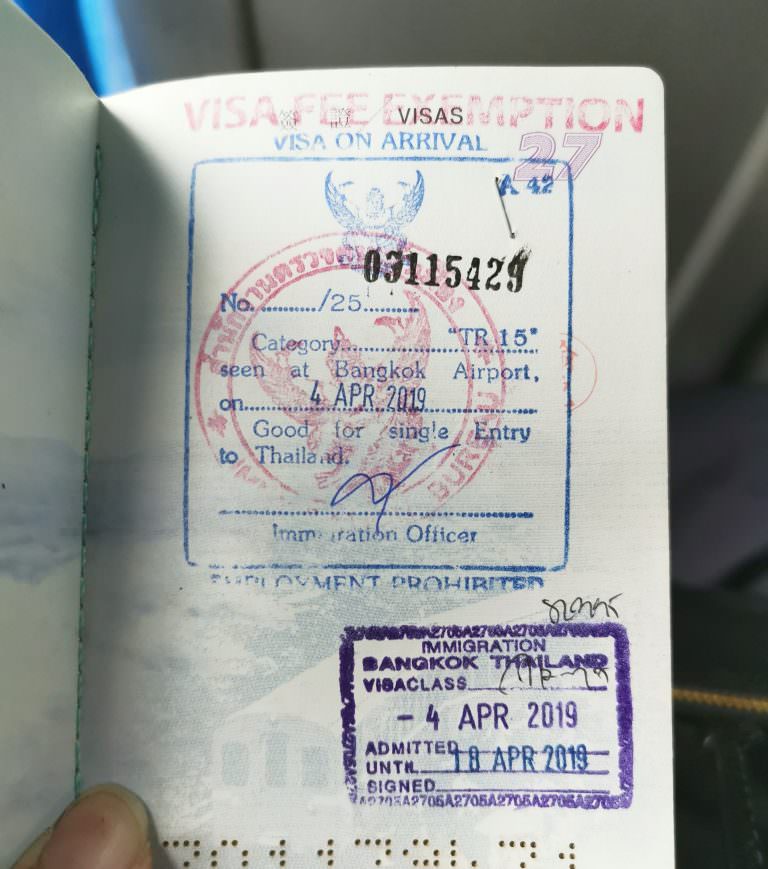 VISA FEE EXEMPTION
VISAS
VISA ON ARRIVAL
27
A 42
03115429
No. ........./25.........
Category................"TR.15"
seen at Bangkok Airport,
on 4 APR 2019
Good for single Entry
to Thailand.
Immigration Officer
EMPLOYMENT PROHIBITED
A2705A2705A2705A2705A2705
IMMIGRATION
BANGKOK THAILAND
VISACLASS
- 4 APR 2019
ADMITTED
UNTIL 18 APR 2019
SIGNED
A2705A2705A2705A2705A2705